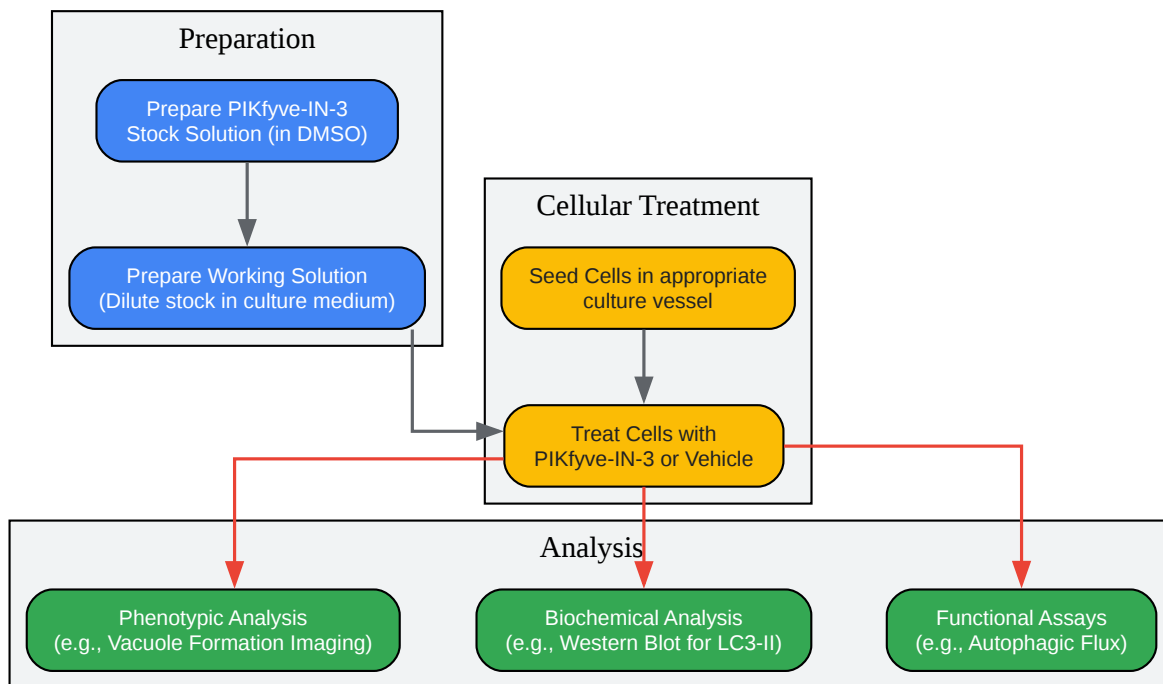 Preparation
Prepare PIKfyve-IN-3
Stock Solution (in DMSO)
Prepare Working Solution
(Dilute stock in culture medium)
Cellular Treatment
Seed Cells in appropriate
culture vessel
Treat Cells with
PIKfyve-IN-3 or Vehicle
Analysis
Phenotypic Analysis
(e.g., Vacuole Formation Imaging)
Biochemical Analysis
(e.g., Western Blot for LC3-II)
Functional Assays
(e.g., Autophagic Flux)